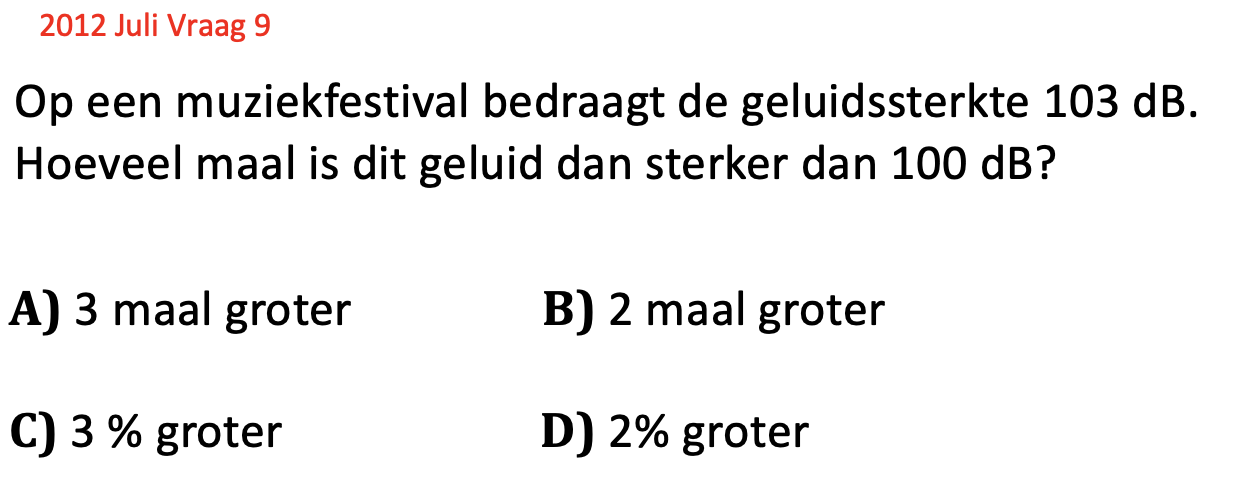 2012 Juli Vraag 9
Op een muziekfestival bedraagt de geluidssterkte 103 dB.
Hoeveel maal is dit geluid dan sterker dan 100 dB?
A) 3 maal groter B) 2 maal groter
C) 3 % groter D) 2% groter